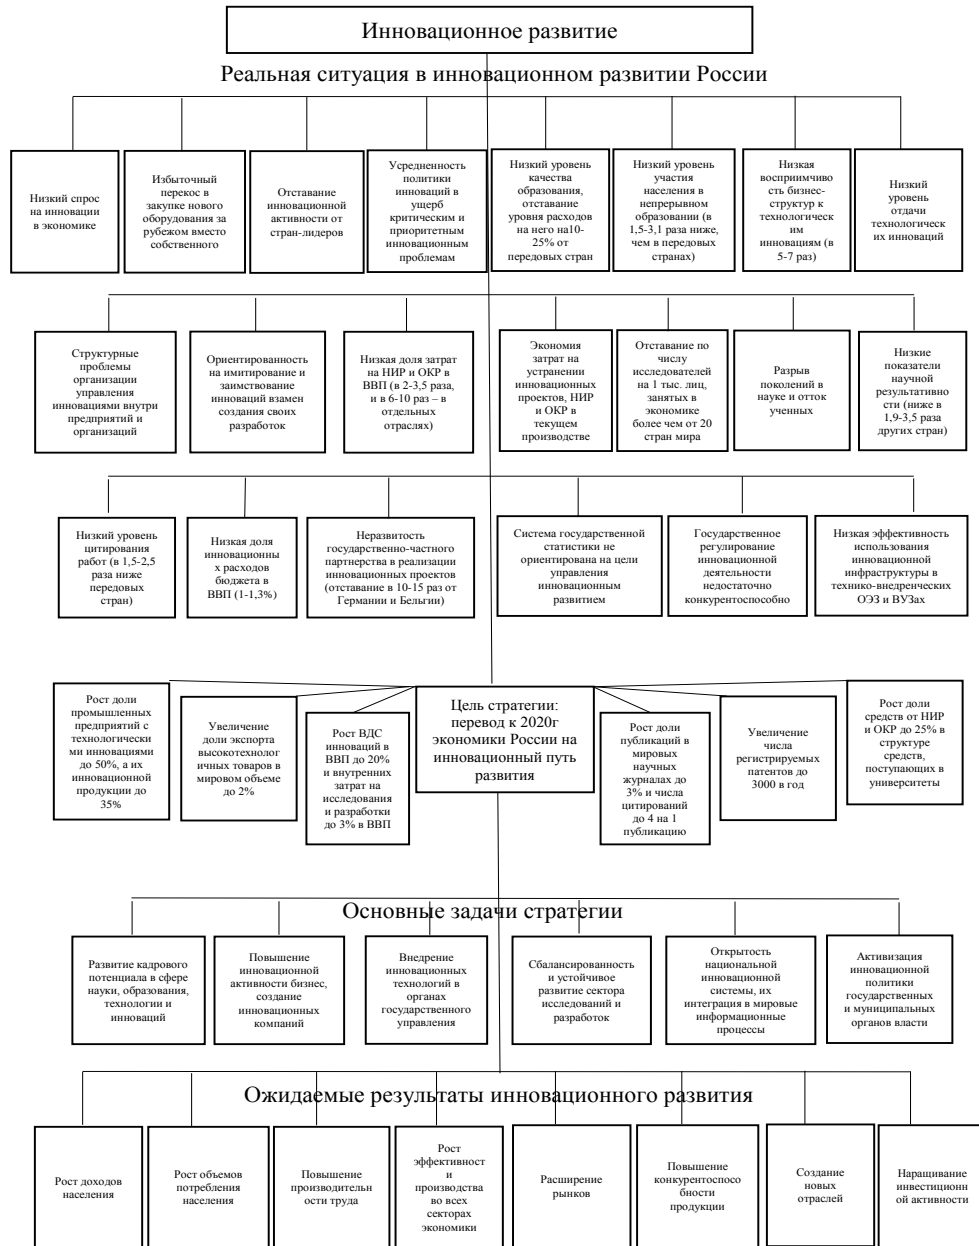 Инновационное развитие
Реальная ситуация в инновационном развитии России
Низкий спрос
на инновации
в экономике
Избыточный
перекос в
закупке нового
оборудования за
рубежом вместо
собственного
Отставание
инновационной
активности от
стран-лидеров
Усредненность
политики
инноваций в
ущерб
критическим и
приоритетным
инновационным
проблемам
Низкий уровень
качества
образования,
отставание
уровня расходов
на него на10-
25% от
передовых стран
Низкий уровень
участия
населения в
непрерывном
образовании (в
1,5-3,1 раза ниже,
чем в передовых
странах)
Низкая
восприимчиво
сть бизнес-
структур к
технологическ
им
инновациям (в
5-7 раз)
Низкий
уровень
отдачи
технологическ
их инноваций
Структурные
проблемы
организации
управления
инновациями внутри
предприятий и
организаций
Ориентированность
на имитирование и
заимствование
инноваций взамен
создания своих
разработок
Низкая доля затрат
на НИР и ОКР в
ВВП (в 2-3,5 раза,
и в 6-10 раз – в
отдельных
отраслях)
Экономия
затрат на
устранении
инновационных
проектов, НИР
и ОКР в
текущем
производстве
Отставание по
числу
исследователей
на 1 тыс. лиц,
занятых в
экономике
более чем от 20
стран мира
Разрыв
поколений в
науке и отток
ученных
Низкие
показатели
научной
результативно
сти (ниже в
1,9-3,5 раза
других стран)
Низкий уровень
цитирования
работ (в 1,5-2,5
раза ниже
передовых
стран)
Низкая доля
инновационны
х расходов
бюджета в
ВВП (1-1,3%)
Неразвитость
государственно-частного
партнерства в реализации
инновационных проектов
(отставание в 10-15 раз от
Германии и Бельгии)
Система государственной
статистики не
ориентирована на цели
управления
инновационным
развитием
Государственное
регулирование
инновационной
деятельности
недостаточно
конкурентоспособно
Низкая эффективность
использования
инновационной
инфраструктуры в
технико-внедренческих
ОЭЗ и ВУЗах
Рост доли
промышленных
предприятий с
технологически
ми инновациями
до 50%, а их
инновационной
продукции до
35%
Увеличение
доли экспорта
высокотехнолог
ичных товаров в
мировом объеме
до 2%
Рост ВДС
инноваций в
ВВП до 20%
и внутренних
затрат на
исследования
и разработки
до 3% в ВВП
Цель стратегии:
перевод к 2020г
экономики России на
инновационный путь
развития
Рост доли
публикаций в
мировых
научных
журналах до
3% и числа
цитирований
до 4 на 1
публикацию
Увеличение
числа
регистрируемых
патентов до
3000 в год
Рост доли
средств от НИР
и ОКР до 25% в
структуре
средств,
поступающих в
университеты
Основные задачи стратегии
Развитие кадрового
потенциала в сфере
науки, образования,
технологии и
инноваций
Повышение
инновационной
активности бизнес,
создание
инновационных
компаний
Внедрение
инновационных
технологий в
органах
государственного
управления
Сбалансированность
и устойчивое
развитие сектора
исследований и
разработок
Открытость
национальной
инновационной
системы, их
интеграция в мировые
информационные
процессы
Активизация
инновационной
политики
государственных
и муниципальных
органов власти
Ожидаемые результаты инновационного развития
Рост доходов
населения
Рост объемов
потребления
населения
Повышение
производительн
ости труда
Рост
эффективност
и
производства
во всех
секторах
экономики
Расширение
рынков
Повышение
конкурентоспосо
бности
продукции
Создание
новых
отраслей
Наращивание
инвестиционн
ой активности